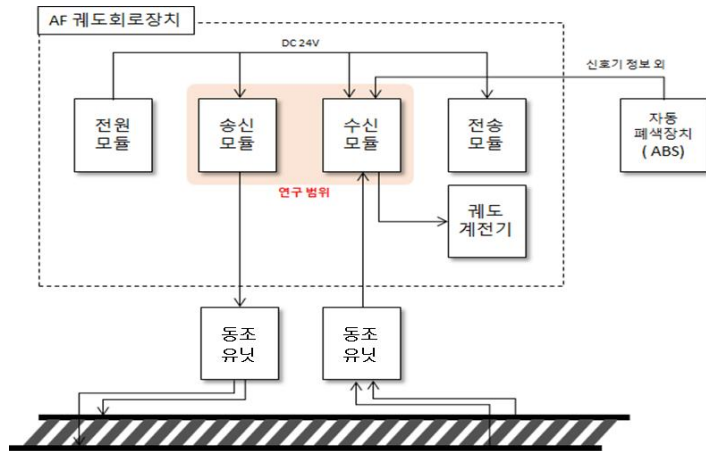 AF 궤도회로장치
DC 24V
신호기 정보 외
전원
모듈
송신
모듈
수신
모듈
전송
모듈
자동
폐색장치
( ABS)
연구 범위
궤도
계전기
동조
유닛
동조
유닛